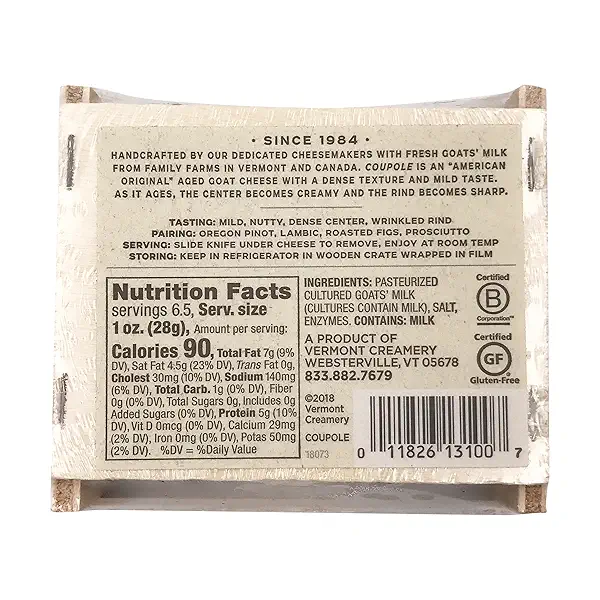 • SINCE 1984 •
HANDCRAFTED BY OUR DEDICATED CHEESEMAKERS WITH FRESH GOATS' MILK
FROM FAMILY FARMS IN VERMONT AND CANADA. COUPOLE IS AN "AMERICAN
ORIGINAL" AGED GOAT CHEESE WITH A DENSE TEXTURE AND MILD TASTE.
AS IT AGES, THE CENTER BECOMES CREAMY AND THE RIND BECOMES SHARP.
TASTING: MILD, NUTTY, DENSE CENTER, WRINKLED RIND
PAIRING: OREGON PINOT, LAMBIC, ROASTED FIGS, PROSCIUTTO
SERVING: SLIDE KNIFE UNDER CHEESE TO REMOVE, ENJOY AT ROOM TEMP
STORING: KEEP IN REFRIGERATOR IN WOODEN CRATE WRAPPED IN FILM
Nutrition Facts
servings 6.5, Serv. size
1 oz. (28g), Amount per serving:
Calories 90, Total Fat 7g (9%
DV), Sat Fat 4.5g (23% DV), Trans Fat 0g,
Cholest 30mg (10% DV), Sodium 140mg
(6% DV), Total Carb. 1g (0% DV), Fiber
0g (0% DV), Total Sugars 0g, Includes 0g
Added Sugars (0% DV), Protein 5g (10%
DV), Vit D 0mcg (0% DV), Calcium 29mg
(2% DV), Iron 0mg (0% DV), Potas 50mg
(2% DV). %DV = %Daily Value
INGREDIENTS: PASTEURIZED
CULTURED GOATS' MILK
(CULTURES CONTAIN MILK), SALT,
ENZYMES. CONTAINS: MILK
A PRODUCT OF
VERMONT CREAMERY
WEBSTERVILLE, VT 05678
833.882.7679
Certified
B
Corporation™
Certified
GF
Gluten-Free
©2018
Vermont
Creamery
COUPOLE
18073
0 11826 13100 7